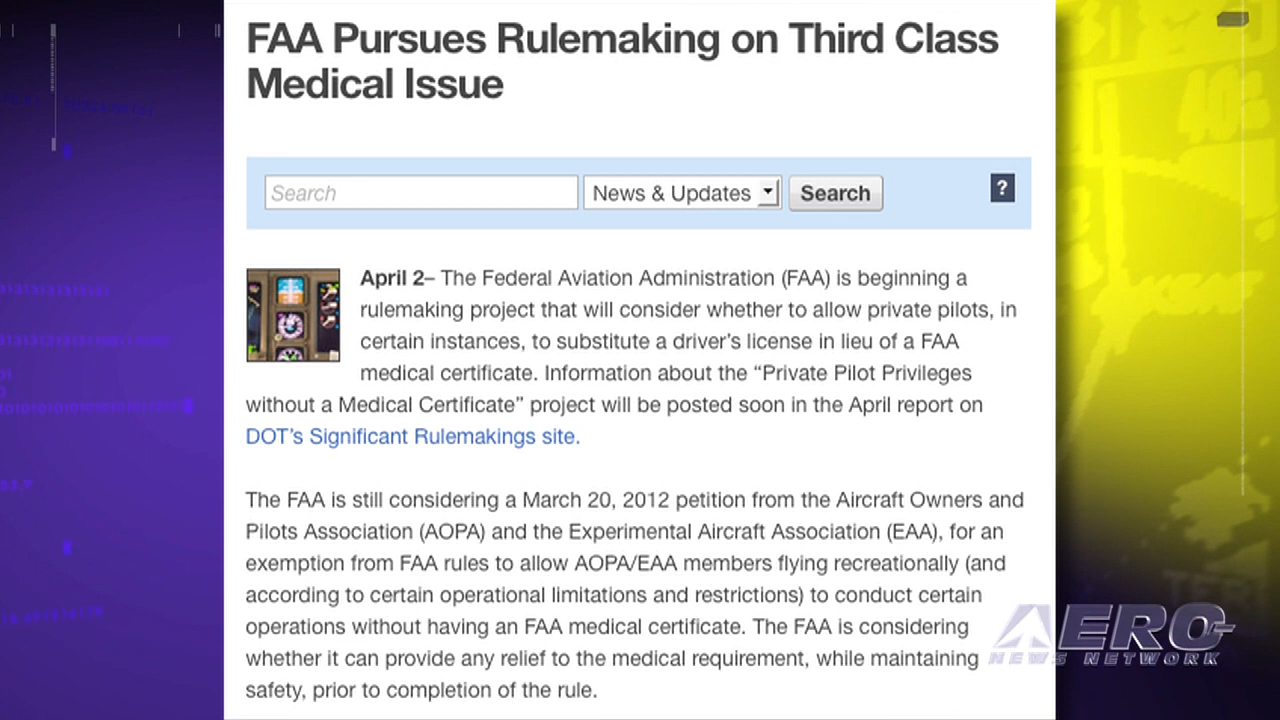 FAA Pursues Rulemaking on Third Class
Medical Issue
Search
News & Updates
Search
?
April 2– The Federal Aviation Administration (FAA) is beginning a
rulemaking project that will consider whether to allow private pilots, in
certain instances, to substitute a driver's license in lieu of a FAA
medical certificate. Information about the “Private Pilot Privileges
without a Medical Certificate” project will be posted soon in the April report on
DOT’s Significant Rulemakings site.
The FAA is still considering a March 20, 2012 petition from the Aircraft Owners and
Pilots Association (AOPA) and the Experimental Aircraft Association (EAA), for an
exemption from FAA rules to allow AOPA/EAA members flying recreationally (and
according to certain operational limitations and restrictions) to conduct certain
operations without having an FAA medical certificate. The FAA is considering
whether it can provide any relief to the medical requirement, while maintaining
safety, prior to completion of the rule.
AERO
NEWS NETWORK